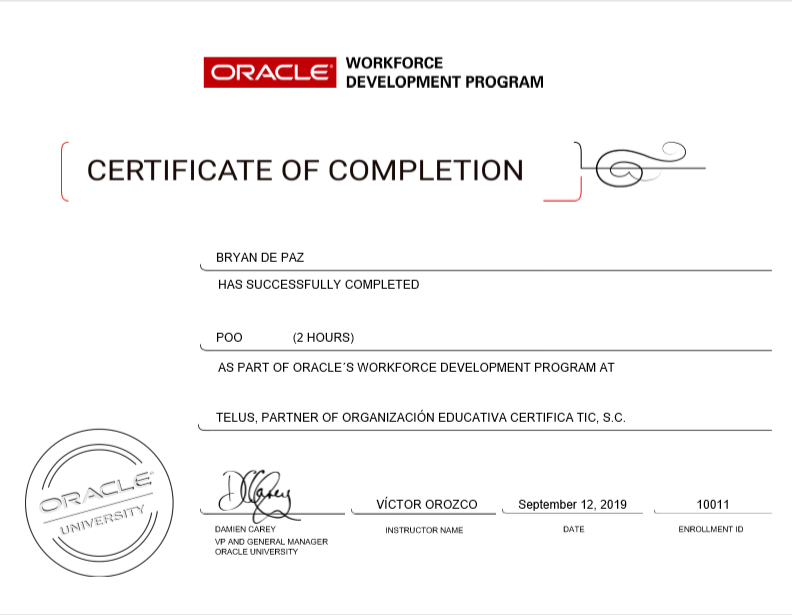 ORACLE® WORKFORCE
DEVELOPMENT PROGRAM
CERTIFICATE OF COMPLETION
BRYAN DE PAZ
HAS SUCCESSFULLY COMPLETED
POO (2 HOURS)
AS PART OF ORACLE´S WORKFORCE DEVELOPMENT PROGRAM AT
TELUS, PARTNER OF ORGANIZACIÓN EDUCATIVA CERTIFICA TIC, S.C.
ORACLE®
UNIVERSITY
DCarey
VÍCTOR OROZCO September 12, 2019 10011
DAMIEN CAREY INSTRUCTOR NAME DATE ENROLLMENT ID
VP AND GENERAL MANAGER
ORACLE UNIVERSITY